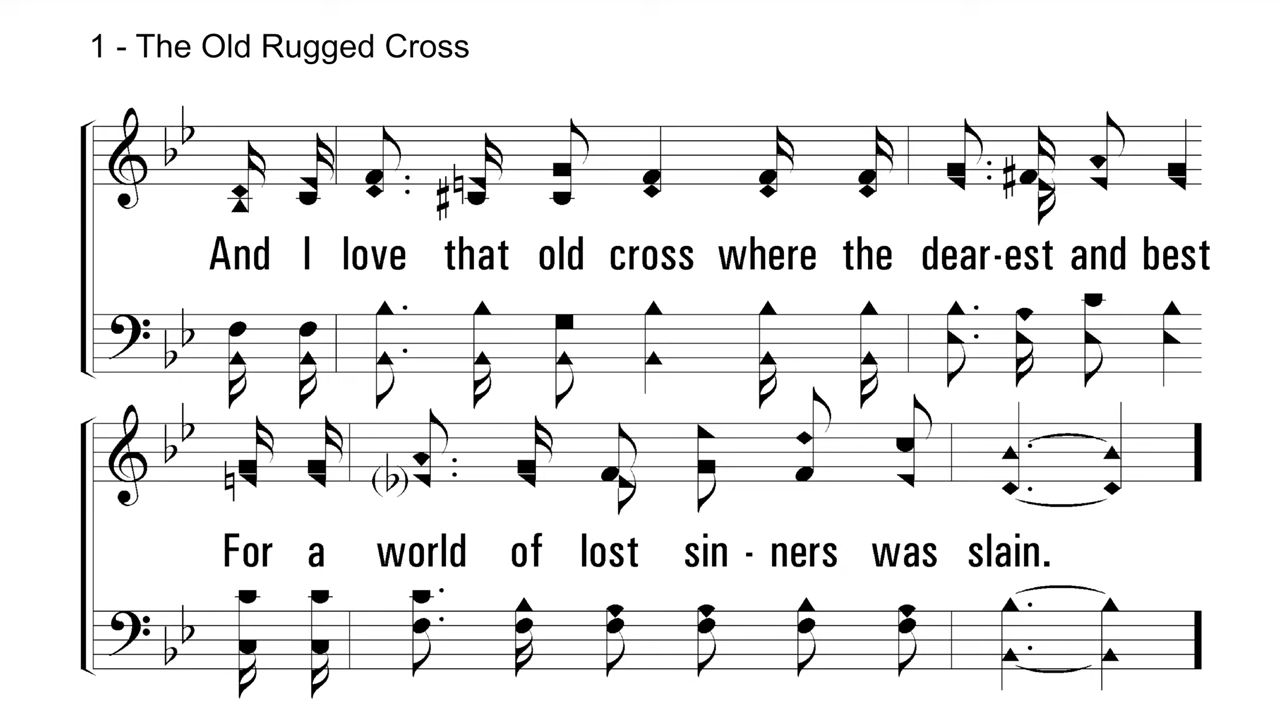 1 - The Old Rugged Cross
And I love that old cross where the dear-est and best
For a world of lost sin - ners was slain.